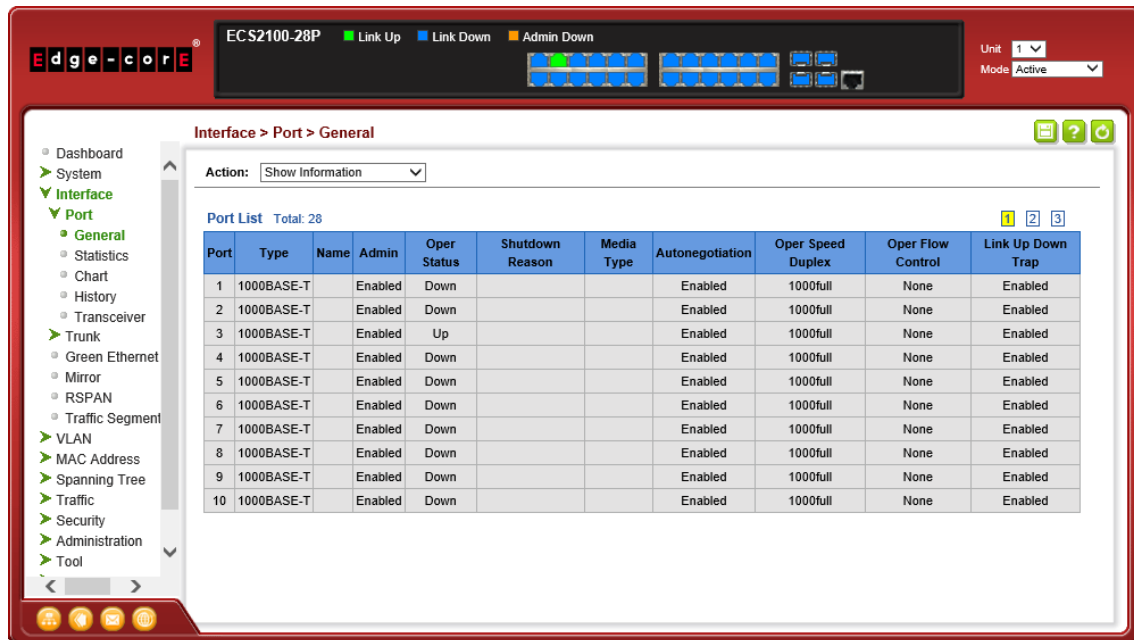 Edge-corE®
ECS2100-28P Link Up Link Down Admin Down
Unit 1
Mode Active
Interface > Port > General
Dashboard
System
Interface
Port
General
Statistics
Chart
History
Transceiver
Trunk
Green Ethernet
Mirror
RSPAN
Traffic Segment
VLAN
MAC Address
Spanning Tree
Traffic
Security
Administration
Tool
Action: Show Information
Port List Total: 28 1 2 3
Port Type Name Admin Oper Status Shutdown Reason Media Type Autonegotiation Oper Speed Duplex Oper Flow Control Link Up Down Trap
1 1000BASE-T Enabled Down Enabled 1000full None Enabled
2 1000BASE-T Enabled Down Enabled 1000full None Enabled
3 1000BASE-T Enabled Up Enabled 1000full None Enabled
4 1000BASE-T Enabled Down Enabled 1000full None Enabled
5 1000BASE-T Enabled Down Enabled 1000full None Enabled
6 1000BASE-T Enabled Down Enabled 1000full None Enabled
7 1000BASE-T Enabled Down Enabled 1000full None Enabled
8 1000BASE-T Enabled Down Enabled 1000full None Enabled
9 1000BASE-T Enabled Down Enabled 1000full None Enabled
10 1000BASE-T Enabled Down Enabled 1000full None Enabled